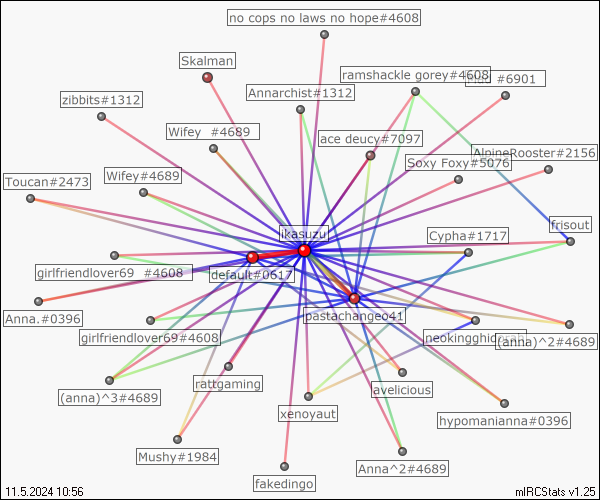 no cops no laws no hope#4608
Skalman
ramshackle gorey#4608
#6901
Annarchist#1312
zibbits#1312
Wifey #4689
ace deucy#7097
AlpineRooster#2156
Soxy Foxy#5076
Toucan#2473
Wifey#4689
frisout
ikasuzu
Cypha#1717
girlfriendlover69 #4608
default#0617
Anna.#0396
pastachangeo41
girlfriendlover69#4608
(anna)^2#4689
rattgaming
avelicious
(anna)^3#4689
xenoyaut
hypomanianna#0396
Mushy#1984
Anna^2#4689
fakedingo
11.5.2024 10:56
mIRCStats v1.25